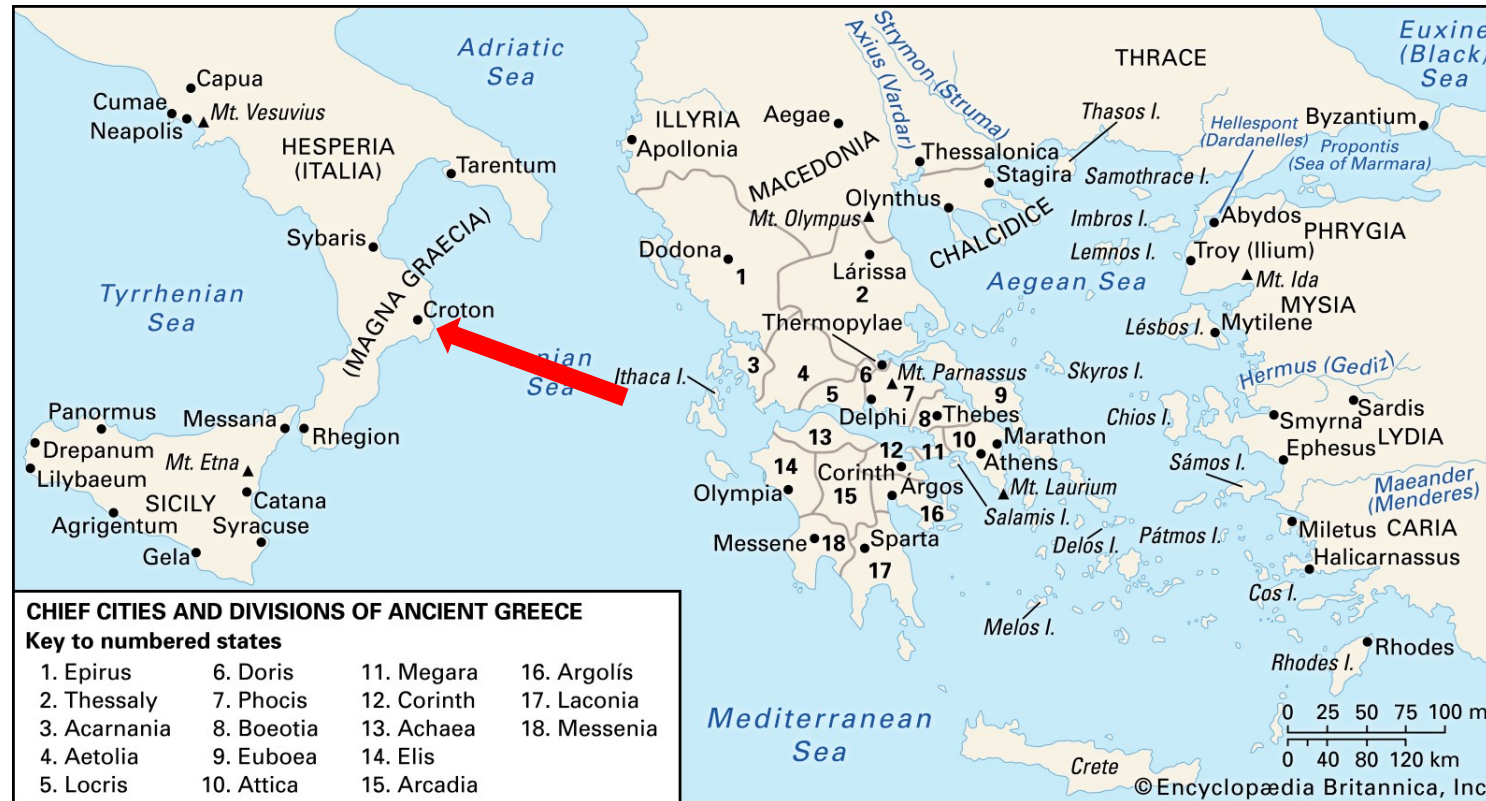 Adriatic
Sea
Capua
Cumae
Mt. Vesuvius
Neapolis
HESPERIA
(ITALIA)
Tarentum
Sybaris
(MAGNA GRAECIA)
Croton
Tyrrhenian
Sea
Sea
Panormus
Messana
Rhegion
Drepanum
Mt. Etna
Lilybaeum
SICILY
Catana
Agrigentum
Syracuse
Gela
ILLYRIA
Apollonia
Aegae
MACEDONIA
Axius (Vardar)
Strymon (Struma)
THRACE
Euxine
(Black)
Sea
Thasos I.
Hellespont
(Dardanelles)
Byzantium
Propontis
(Sea of Marmara)
Thessalonica
Stagira
Samothrace I.
Olynthus
Mt. Olympus
CHALCIDICE
Imbros I.
Abydos
PHRYGIA
Dodona
1
Lárissa
2
Lemnos I.
Troy (Ilium)
Mt. Ida
Aegean Sea
MYSIA
Thermopylae
Lésbos I.
Mytilene
Ithaca I.
3
4
5
6
Mt. Parnassus
7
Skyros I.
Hermus (Gediz)
Delphi
8
Thebes
9
Chios I.
Sardis
Smyrna
LYDIA
13
12
11
10
Marathon
Athens
Ephesus
14
Corinth
Sámos I.
Maeander
(Menderes)
Olympia
15
Árgos
Mt. Laurium
16
Salamis I.
Delos I.
Pátmos I.
Miletus
CARIA
Messene
18
Sparta
17
Halicarnassus
Cos I.
Melos I.
Rhodes
Rhodes I.
Mediterranean
Sea
Crete
0 25 50 75 100 m
0 40 80 120 km
© Encyclopædia Britannica, Inc
CHIEF CITIES AND DIVISIONS OF ANCIENT GREECE
Key to numbered states
1. Epirus
2. Thessaly
3. Acarnania
4. Aetolia
5. Locris
6. Doris
7. Phocis
8. Boeotia
9. Euboea
10. Attica
11. Megara
12. Corinth
13. Achaea
14. Elis
15. Arcadia
16. Argolís
17. Laconia
18. Messenia